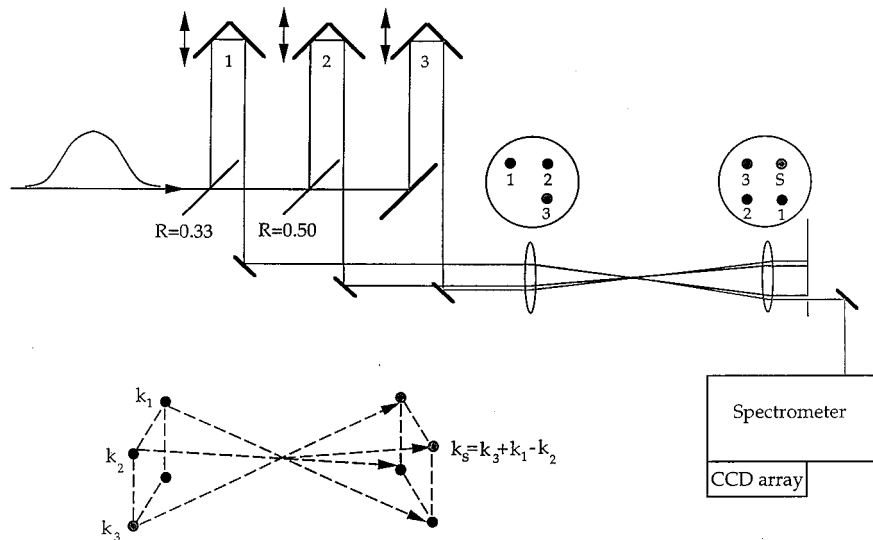 1
2
3
R=0.33
R=0.50
1 2
3
3 S
2 1
k1
k2
k3
ks=k3+k1-k2
Spectrometer
CCD array